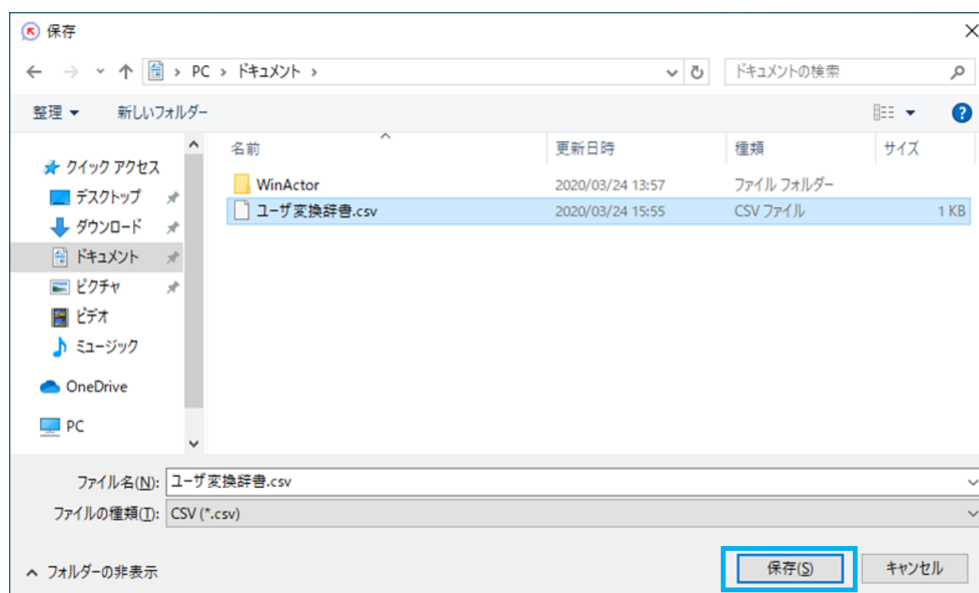 保存
PC > ドキュメント >
ドキュメントの検索
整理
新しいフォルダー
名前 更新日時 種類 サイズ
WinActor 2020/03/24 13:57 ファイル フォルダー
ユーザ変換辞書.csv 2020/03/24 15:55 CSV ファイル 1 KB
クイック アクセス
デスクトップ
ダウンロード
ドキュメント
ピクチャ
ビデオ
ミュージック
OneDrive
PC
ファイル名(N): ユーザ変換辞書.csv
ファイルの種類(T): CSV (*.csv)
フォルダーの非表示
保存(S)
キャンセル